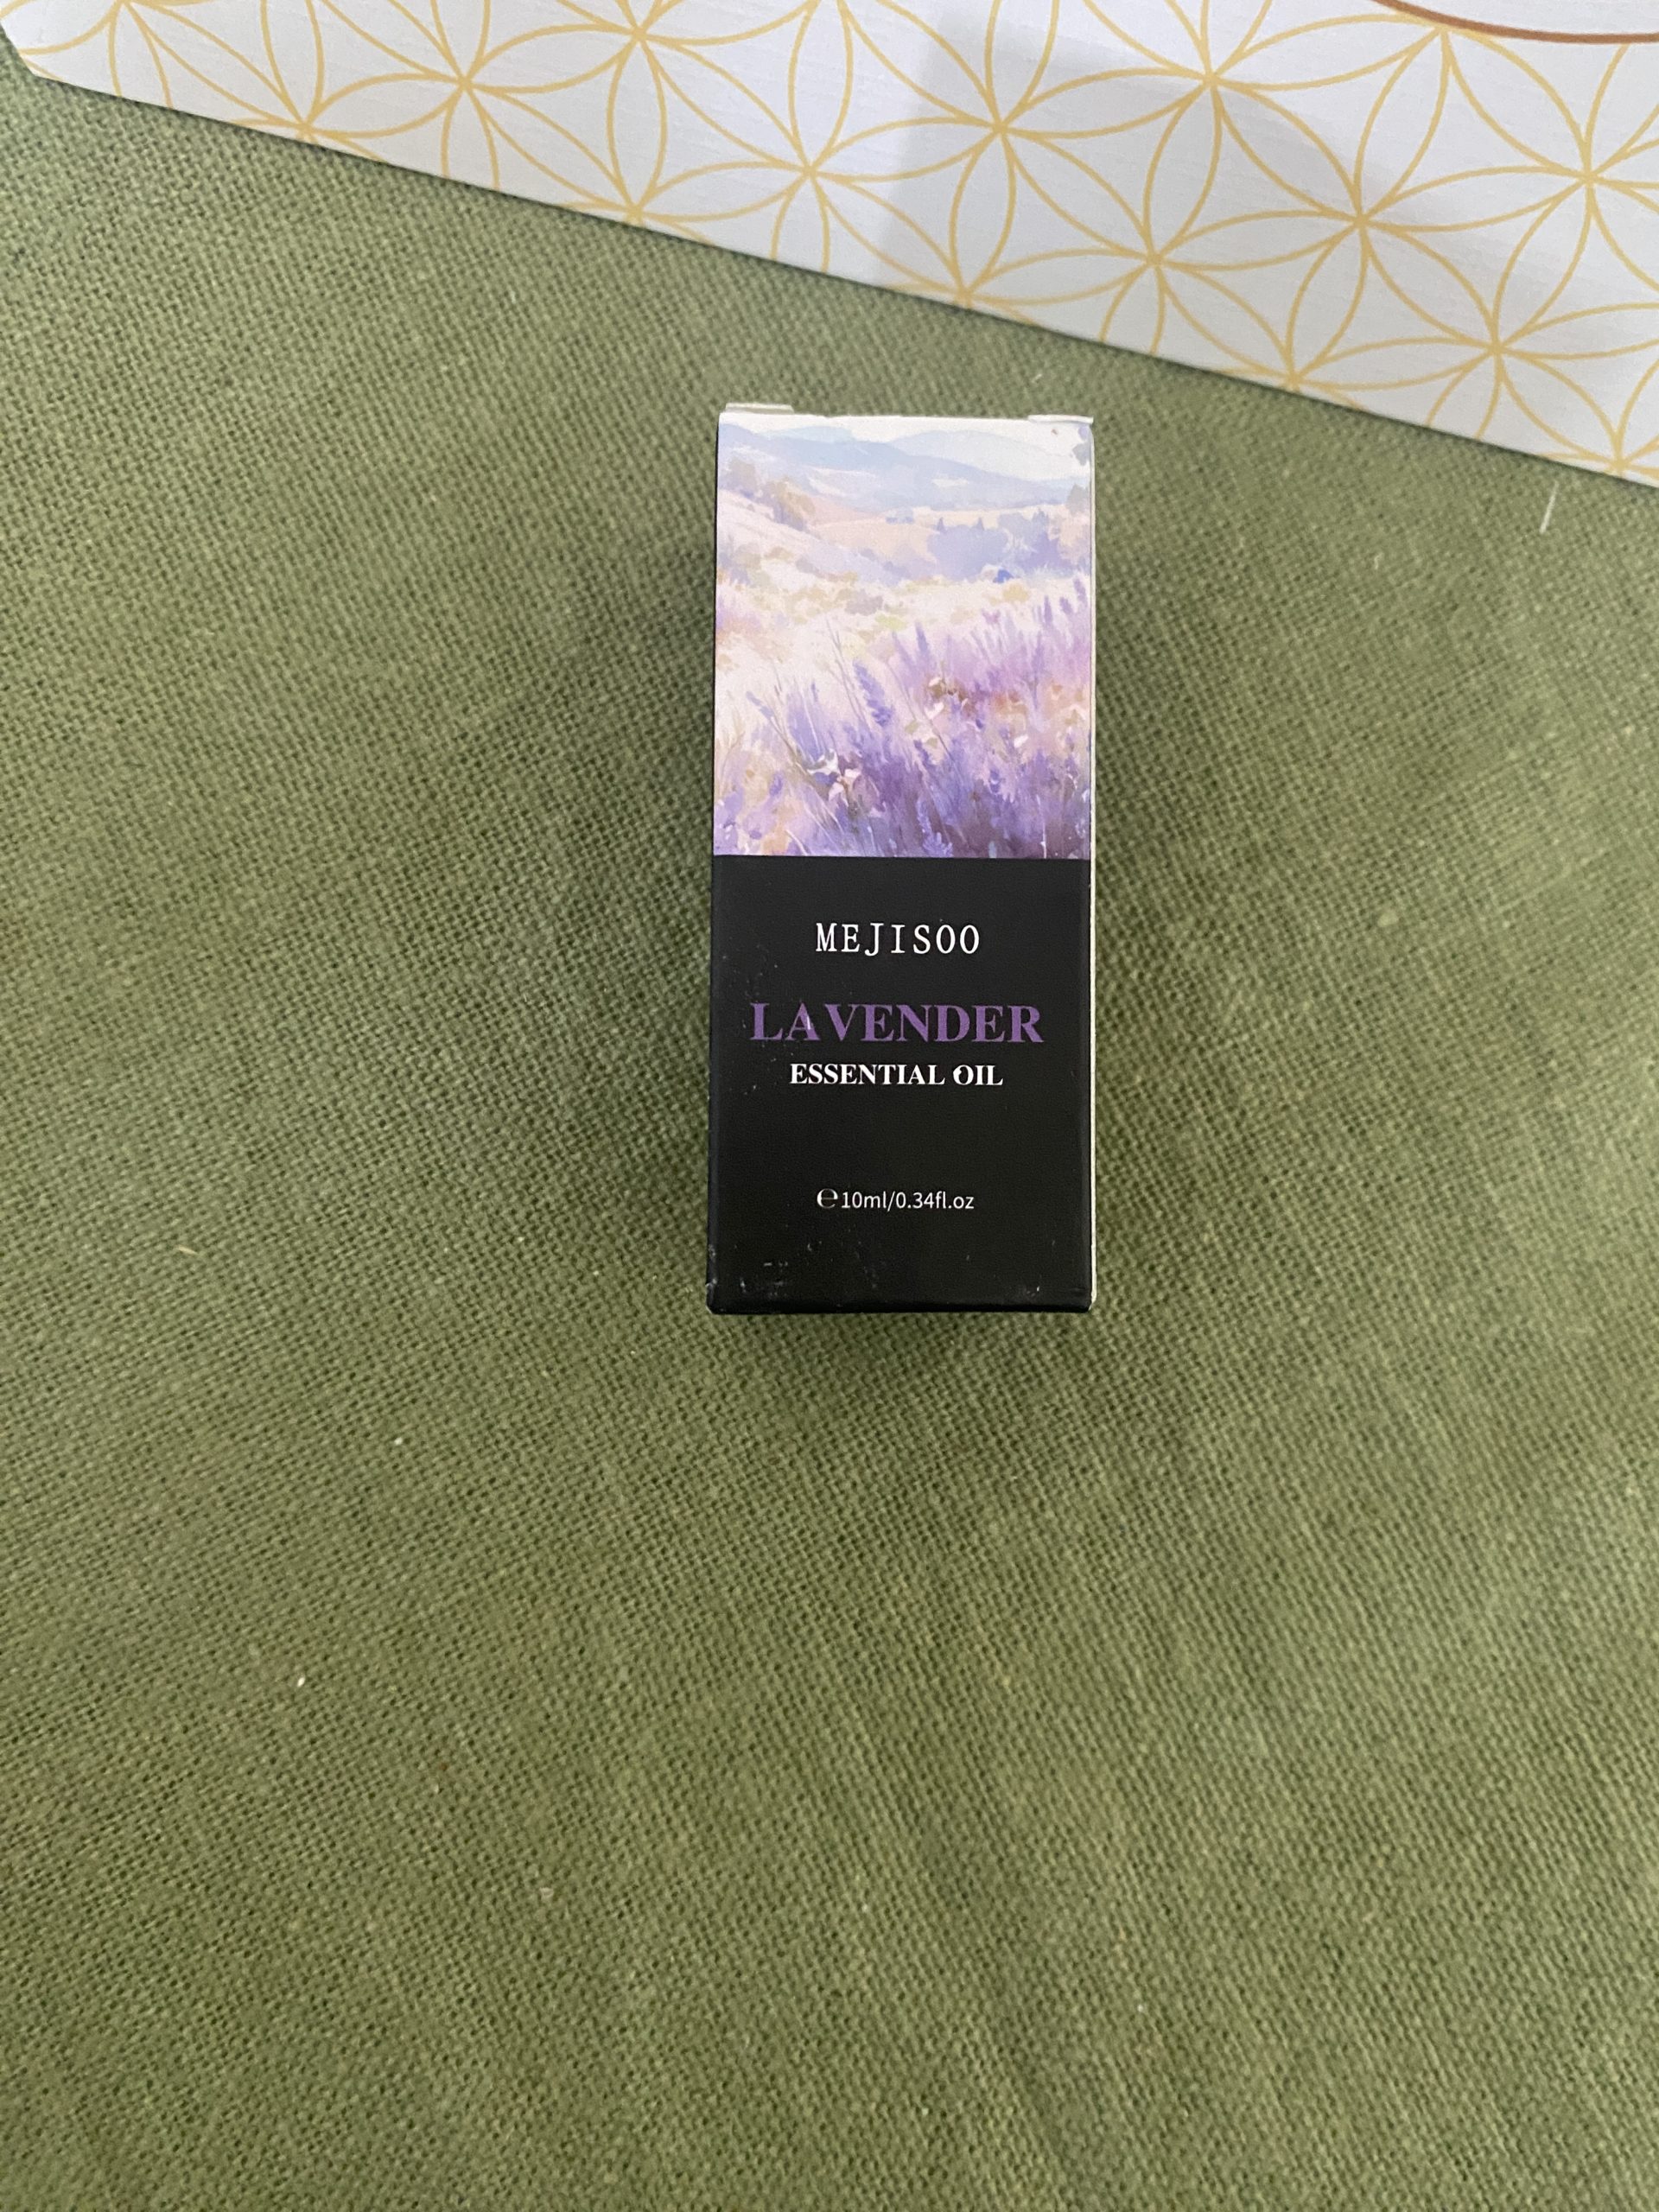 MEJISOO
LAVENDER
ESSENTIAL OIL
℮10ml/0.34fl.oz